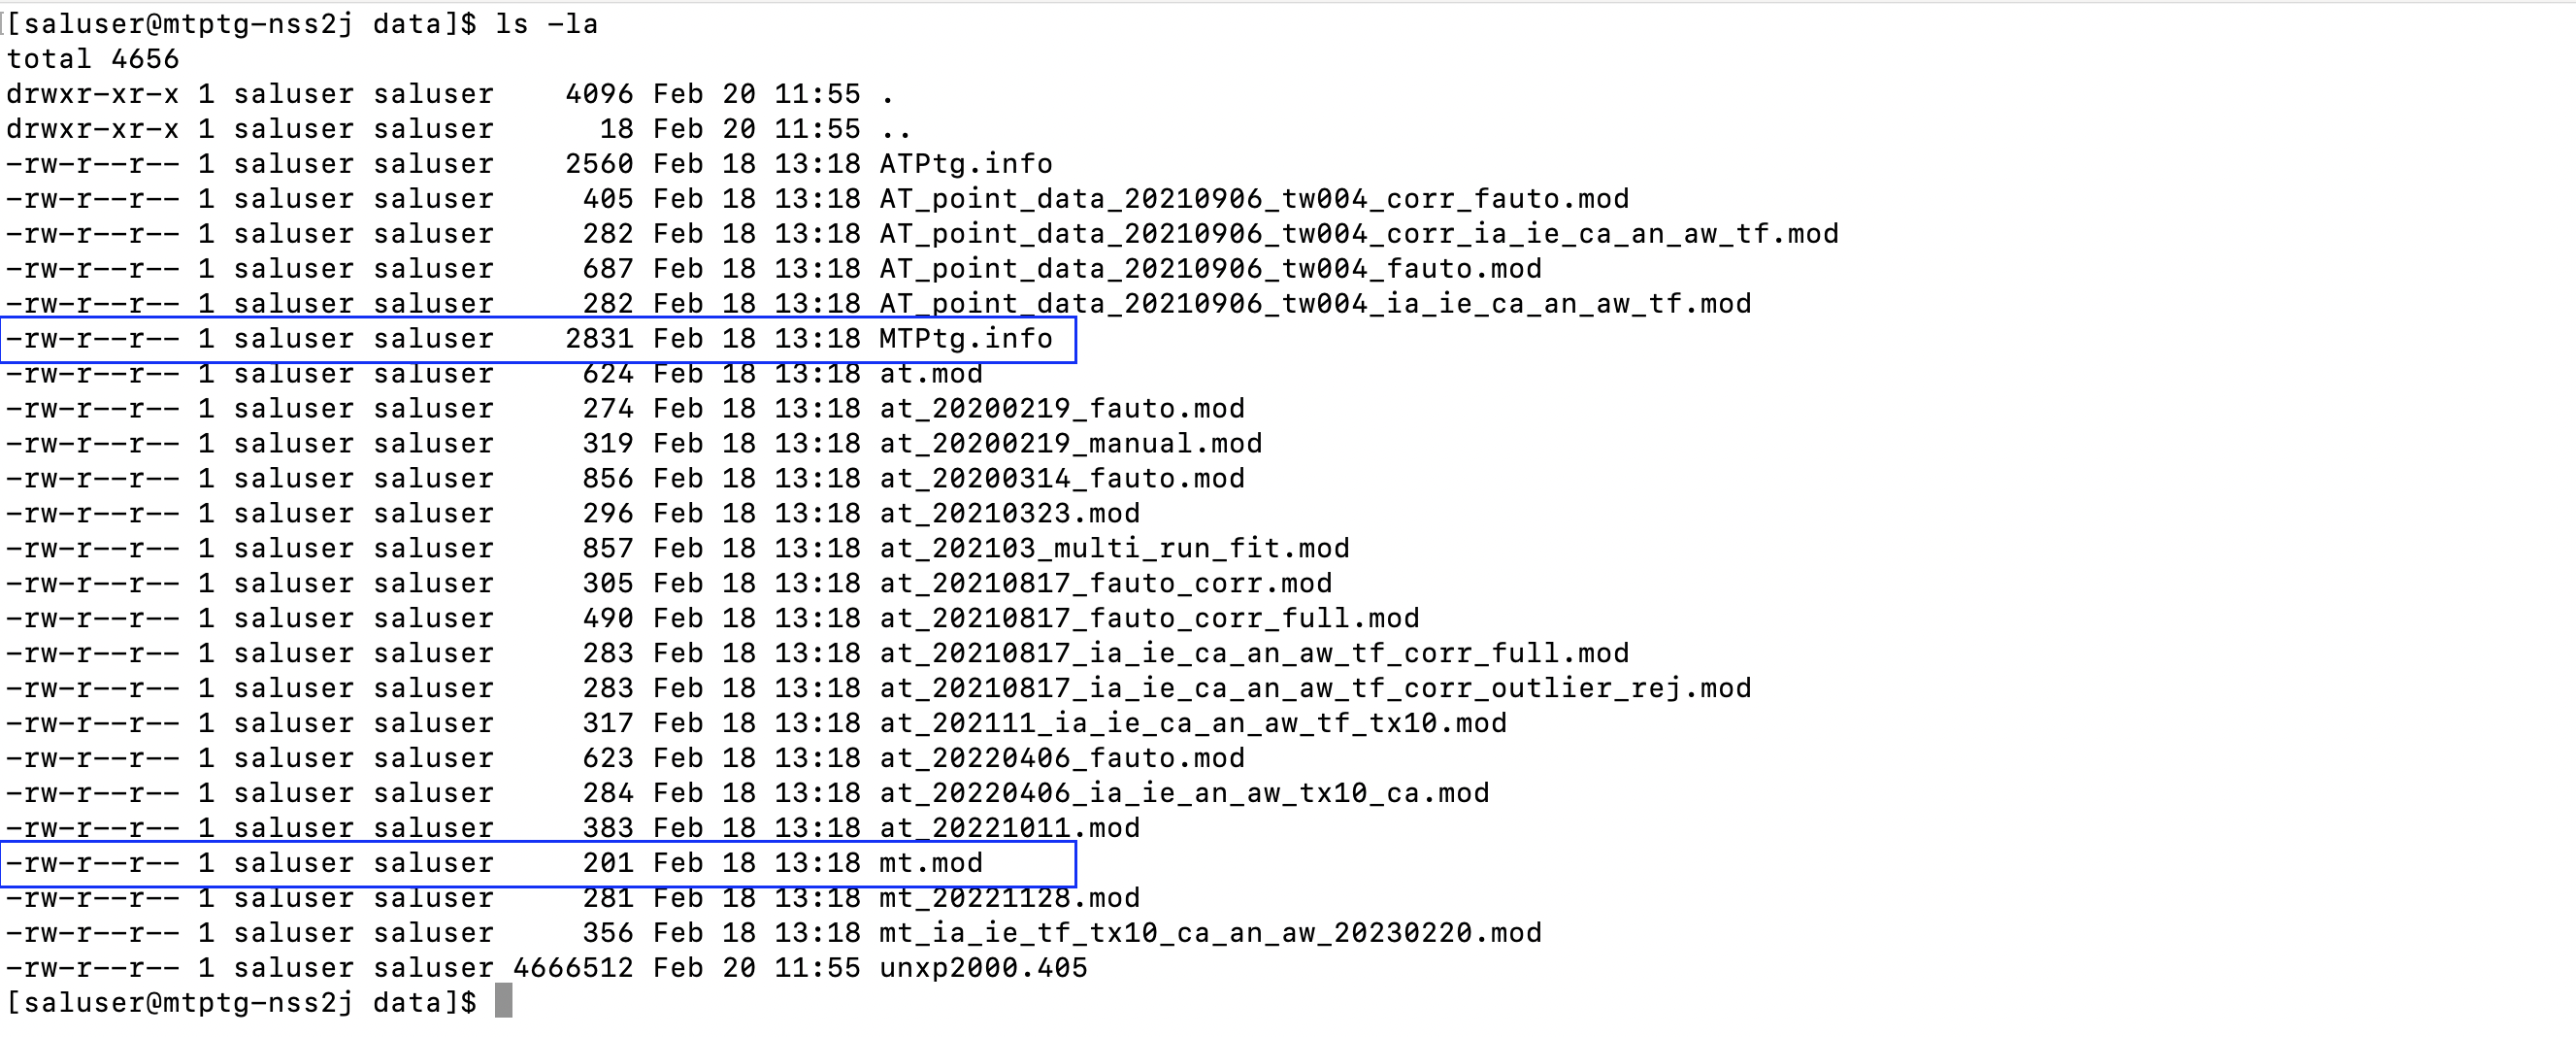 [saluser@mtptg-nss2j data]$ ls -la
total 4656
drwxr-xr-x 1 saluser saluser    4096 Feb 20 11:55 .
drwxr-xr-x 1 saluser saluser      18 Feb 20 11:55 ..
-rw-r--r-- 1 saluser saluser    2560 Feb 18 13:18 ATPtg.info
-rw-r--r-- 1 saluser saluser     405 Feb 18 13:18 AT_point_data_20210906_tw004_corr_fauto.mod
-rw-r--r-- 1 saluser saluser     282 Feb 18 13:18 AT_point_data_20210906_tw004_corr_ia_ie_ca_an_aw_tf.mod
-rw-r--r-- 1 saluser saluser     687 Feb 18 13:18 AT_point_data_20210906_tw004_fauto.mod
-rw-r--r-- 1 saluser saluser     282 Feb 18 13:18 AT_point_data_20210906_tw004_ia_ie_ca_an_aw_tf.mod
-rw-r--r-- 1 saluser saluser    2831 Feb 18 13:18 MTPtg.info
-rw-r--r-- 1 saluser saluser     624 Feb 18 13:18 at.mod
-rw-r--r-- 1 saluser saluser     274 Feb 18 13:18 at_20200219_fauto.mod
-rw-r--r-- 1 saluser saluser     319 Feb 18 13:18 at_20200219_manual.mod
-rw-r--r-- 1 saluser saluser     856 Feb 18 13:18 at_20200314_fauto.mod
-rw-r--r-- 1 saluser saluser     296 Feb 18 13:18 at_20210323.mod
-rw-r--r-- 1 saluser saluser     857 Feb 18 13:18 at_202103_multi_run_fit.mod
-rw-r--r-- 1 saluser saluser     305 Feb 18 13:18 at_20210817_fauto_corr.mod
-rw-r--r-- 1 saluser saluser     490 Feb 18 13:18 at_20210817_fauto_corr_full.mod
-rw-r--r-- 1 saluser saluser     283 Feb 18 13:18 at_20210817_ia_ie_ca_an_aw_tf_corr_full.mod
-rw-r--r-- 1 saluser saluser     283 Feb 18 13:18 at_20210817_ia_ie_ca_an_aw_tf_corr_outlier_rej.mod
-rw-r--r-- 1 saluser saluser     317 Feb 18 13:18 at_202111_ia_ie_ca_an_aw_tf_tx10.mod
-rw-r--r-- 1 saluser saluser     623 Feb 18 13:18 at_20220406_fauto.mod
-rw-r--r-- 1 saluser saluser     284 Feb 18 13:18 at_20220406_ia_ie_an_aw_tx10_ca.mod
-rw-r--r-- 1 saluser saluser     383 Feb 18 13:18 at_20221011.mod
-rw-r--r-- 1 saluser saluser     201 Feb 18 13:18 mt.mod
-rw-r--r-- 1 saluser saluser     281 Feb 18 13:18 mt_20221128.mod
-rw-r--r-- 1 saluser saluser     356 Feb 18 13:18 mt_ia_ie_tf_tx10_ca_an_aw_20230220.mod
-rw-r--r-- 1 saluser saluser 4666512 Feb 20 11:55 unxp2000.405
[saluser@mtptg-nss2j data]$